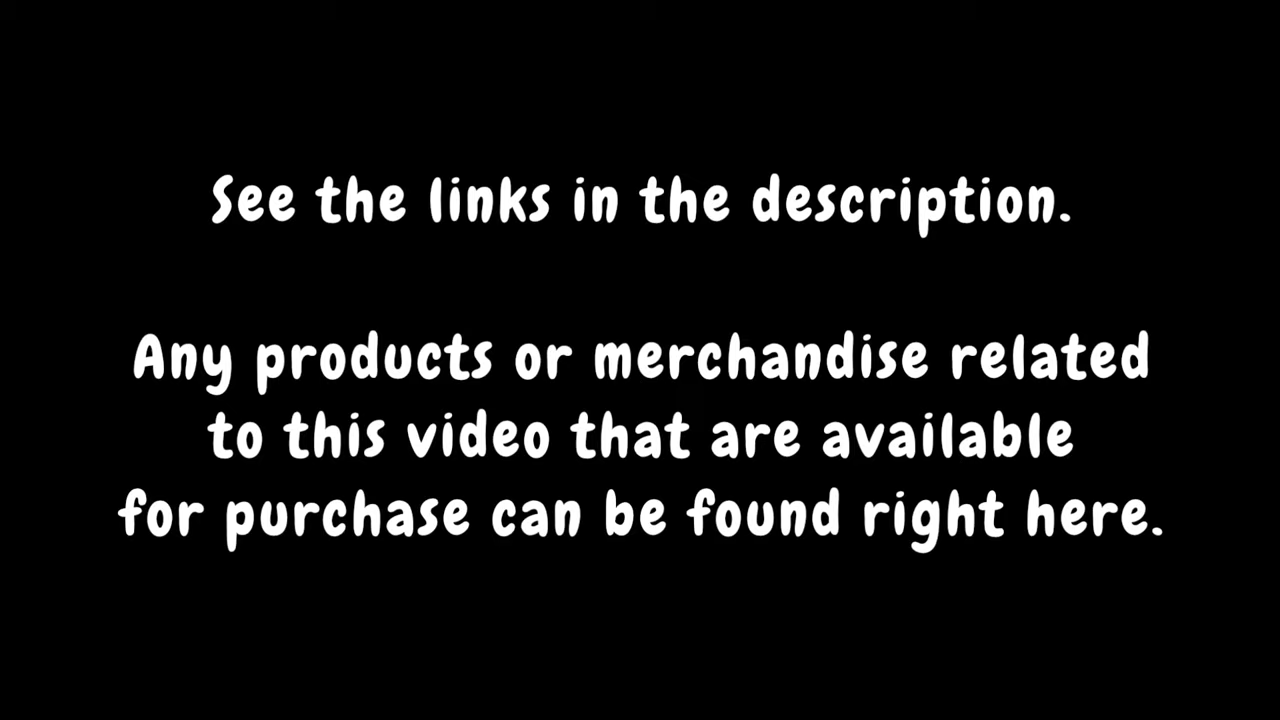 See the links in the description.
Any products or merchandise related
to this video that are available
for purchase can be found right here.